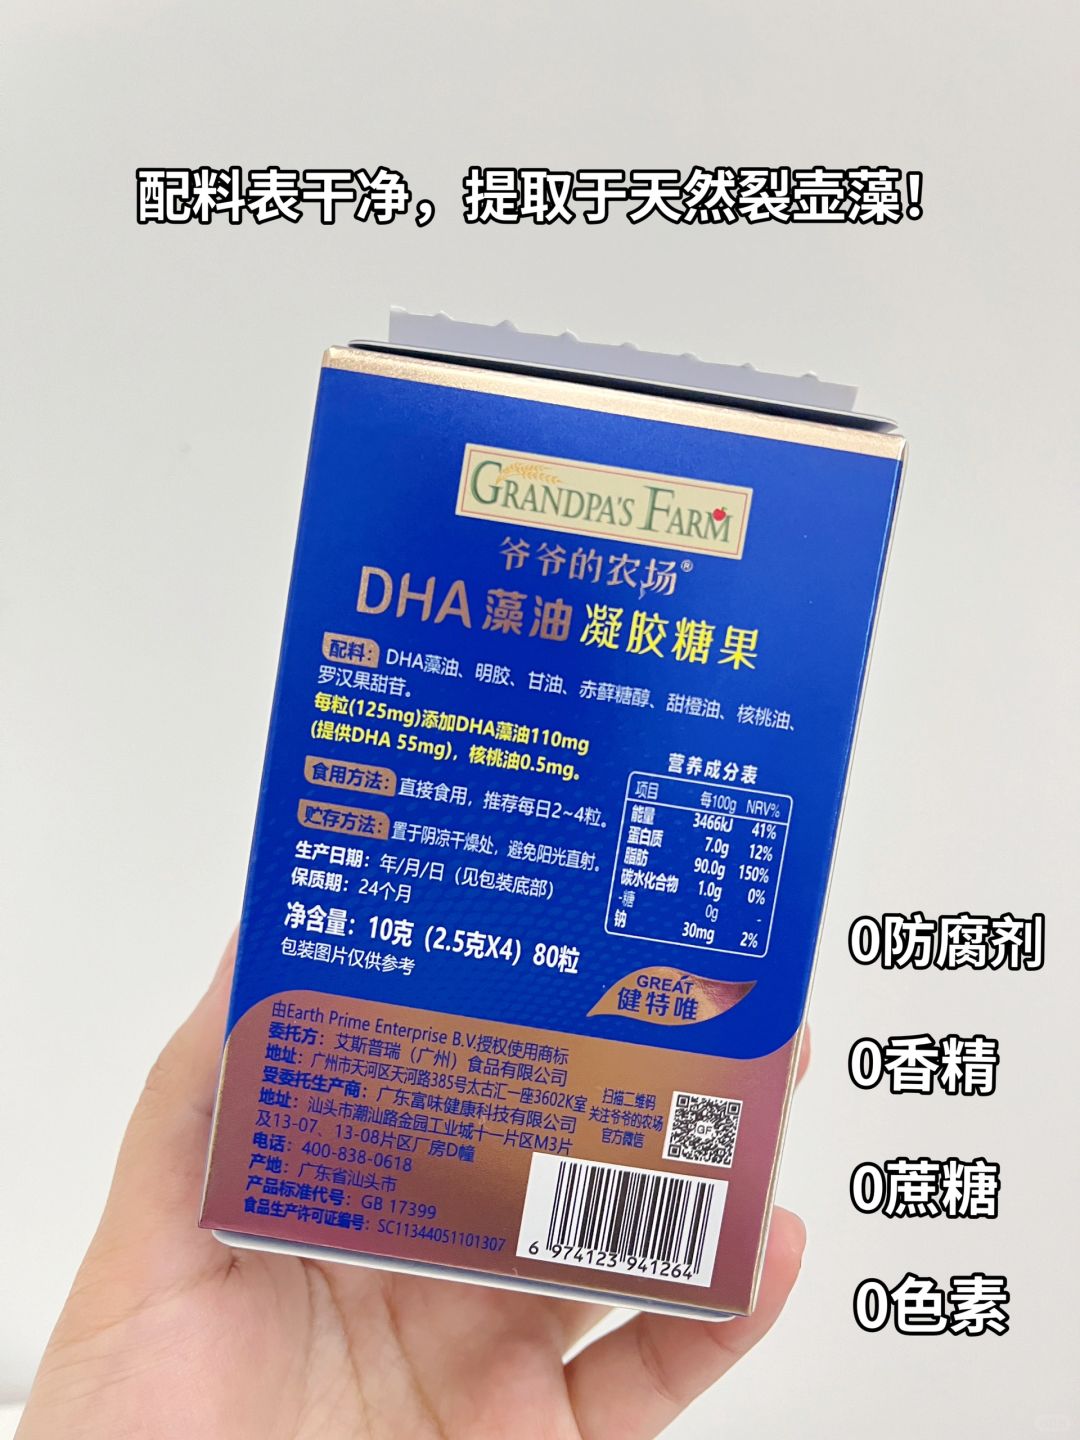 配料表干净，提取于天然裂壶藻！
GRANDPA'S FARM
爷爷的农场®
DHA藻油凝胶糖果
配料：DHA藻油、明胶、甘油、赤藓糖醇、甜橙油、核桃油、
罗汉果甜苷。
每粒(125mg)添加DHA藻油110mg
(提供DHA 55mg)，核桃油0.5mg。
食用方法：直接食用，推荐每日2~4粒。
贮存方法：置于阴凉干燥处，避免阳光直射。
生产日期：年/月/日（见包装底部）
保质期：24个月
净含量：10克（2.5克X4）80粒
包装图片仅供参考
营养成分表
项目 每100g NRV%
能量 3466kJ 41%
蛋白质 7.0g 12%
脂肪 90.0g 150%
碳水化合物 1.0g 0%
-糖 0g -
钠 30mg 2%
GREAT
健特唯
由Earth Prime Enterprise B.V.授权使用商标
委托方：艾斯普瑞（广州）食品有限公司
地址：广州市天河区天河路385号太古汇一座3602K室
受委托生产商：广东富味健康科技有限公司
地址：汕头市潮汕路金园工业城十一片区M3片
及13-07、13-08片区厂房D幢
电话：400-838-0618
产地：广东省汕头市
产品标准代号：GB 17399
食品生产许可证编号：SC11344051101307
扫描二维码
关注爷爷的农场
官方微信
GF
6 974123 941264
0防腐剂
0香精
0蔗糖
0色素